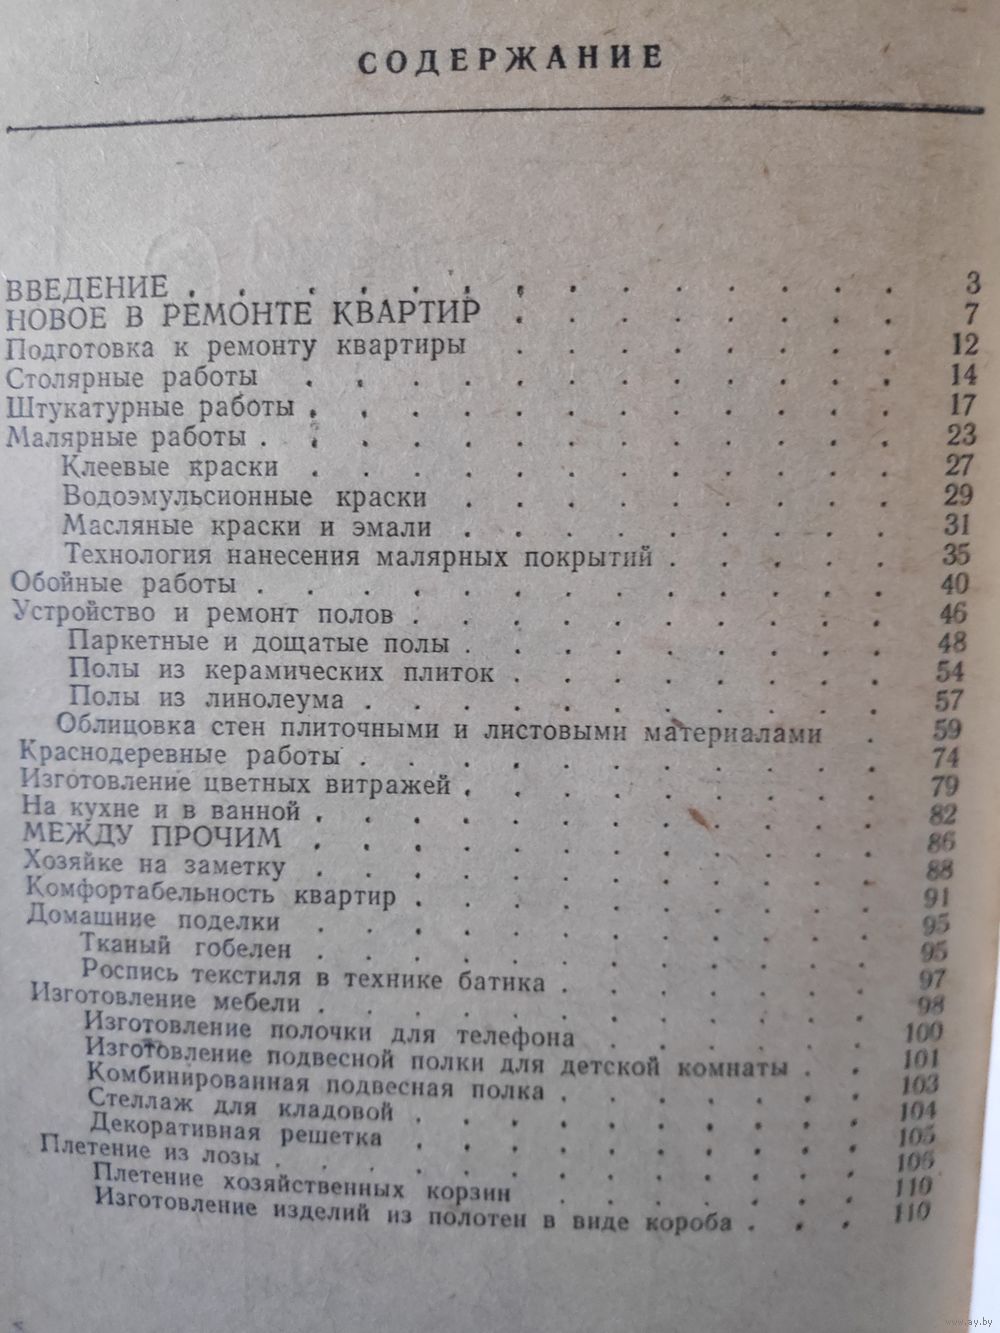 СОДЕРЖАНИЕ
ВВЕДЕНИЕ . . . . . . . . . . . . 3
НОВОЕ В РЕМОНТЕ КВАРТИР . . . . . . . . 7
Подготовка к ремонту квартиры . . . . . . . . 12
Столярные работы . . . . . . . . . . . . 14
Штукатурные работы . . . . . . . . . . . . 17
Малярные работы . . . . . . . . . . . . 23
Клеевые краски . . . . . . . . . . . . 27
Водоэмульсионные краски . . . . . . . . . 29
Масляные краски и эмали . . . . . . . . . 31
Технология нанесения малярных покрытий . . . . . 35
Обойные работы . . . . . . . . . . . . . 40
Устройство и ремонт полов . . . . . . . . . . 46
Паркетные и дощатые полы . . . . . . . . . 48
Полы из керамических плиток . . . . . . . . 54
Полы из линолеума . . . . . . . . . . . 57
Облицовка стен плиточными и листовыми материалами . 59
Краснодеревные работы . . . . . . . . . . . 74
Изготовление цветных витражей . . . . . . . . . 79
На кухне и в ванной . . . . . . . . . . . . 82
МЕЖДУ ПРОЧИМ . . . . . . . . . . . . 86
Хозяйке на заметку . . . . . . . . . . . . 88
Комфортабельность квартир . . . . . . . . . . 91
Домашние поделки . . . . . . . . . . . . 95
Тканый гобелен . . . . . . . . . . . . 95
Роспись текстиля в технике батика . . . . . . . 97
Изготовление мебели . . . . . . . . . . . . 98
Изготовление полочки для телефона . . . . . . 100
Изготовление подвесной полки для детской комнаты . . 101
Комбинированная подвесная полка . . . . . . . 103
Стеллаж для кладовой . . . . . . . . . . 104
Декоративная решетка . . . . . . . . . . 105
Плетение из лозы . . . . . . . . . . . . . 106
Плетение хозяйственных корзин . . . . . . . 110
Изготовление изделий из полотен в виде короба . . . 110
www.ay.by